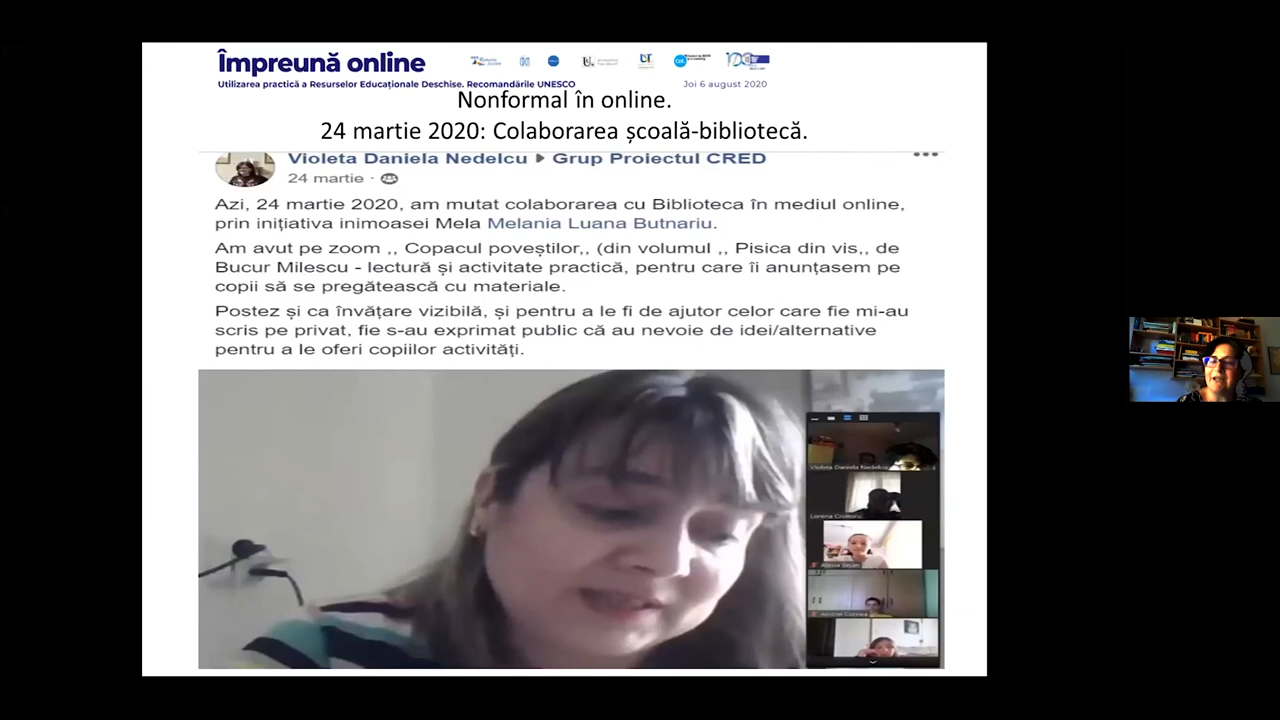 Împreună online
Utilizarea practică a Resurselor Educaționale Deschise. Recomandările UNESCO
Joi 6 august 2020
Nonformal în online.
24 martie 2020: Colaborarea școală-bibliotecă.
Violeta Daniela Nedelcu Grup Proiectul CRED
24 martie ·
Azi, 24 martie 2020, am mutat colaborarea cu Biblioteca în mediul online,
prin inițiativa inimoasei Mela Melania Luana Butnariu.
Am avut pe zoom ,, Copacul poveștilor,, (din volumul ,, Pisica din vis,, de
Bucur Milescu - lectură și activitate practică, pentru care îi anunțasem pe
copii să se pregătească cu materiale.
Postez și ca învățare vizibilă, și pentru a le fi de ajutor celor care fie mi-au
scris pe privat, fie s-au exprimat public că au nevoie de idei/alternative
pentru a le oferi copiilor activități.
Violeta Daniela Nedelcu
Lorena